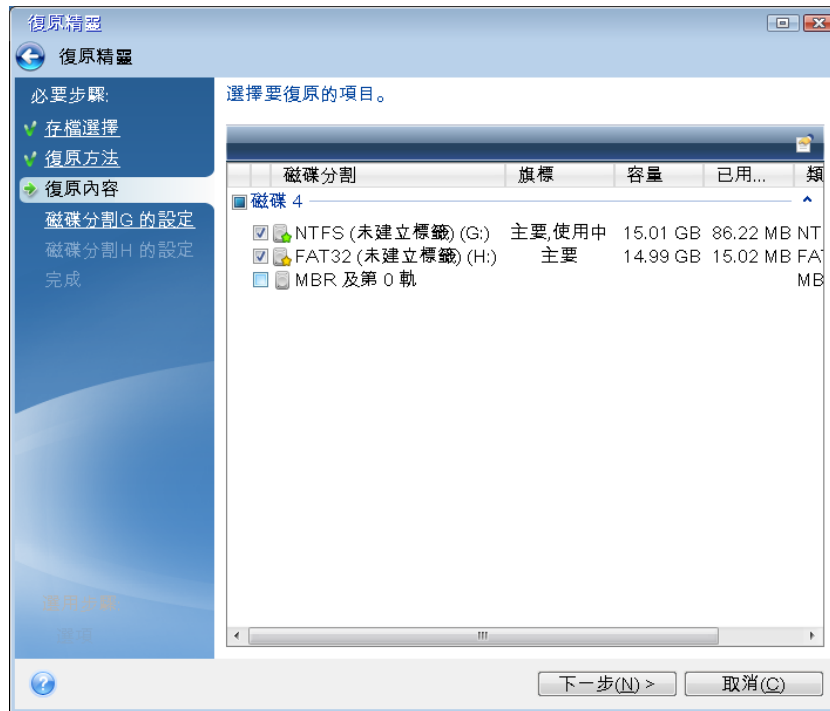 復原精靈
復原精靈
必要步驟:
存檔選擇
復原方法
復原內容
磁碟分割G 的設定
磁碟分割H 的設定
完成
選項
選擇要復原的項目。
磁碟分割 旗標 容量 已用... 類
磁碟 4
NTFS (未建立標籤) (G:) 主要,使用中 15.01 GB 86.22 MB NT
FAT32 (未建立標籤) (H:) 主要 14.99 GB 15.02 MB FA
MBR 及第 0 軌 MB
下一步(N) >
取消(C)